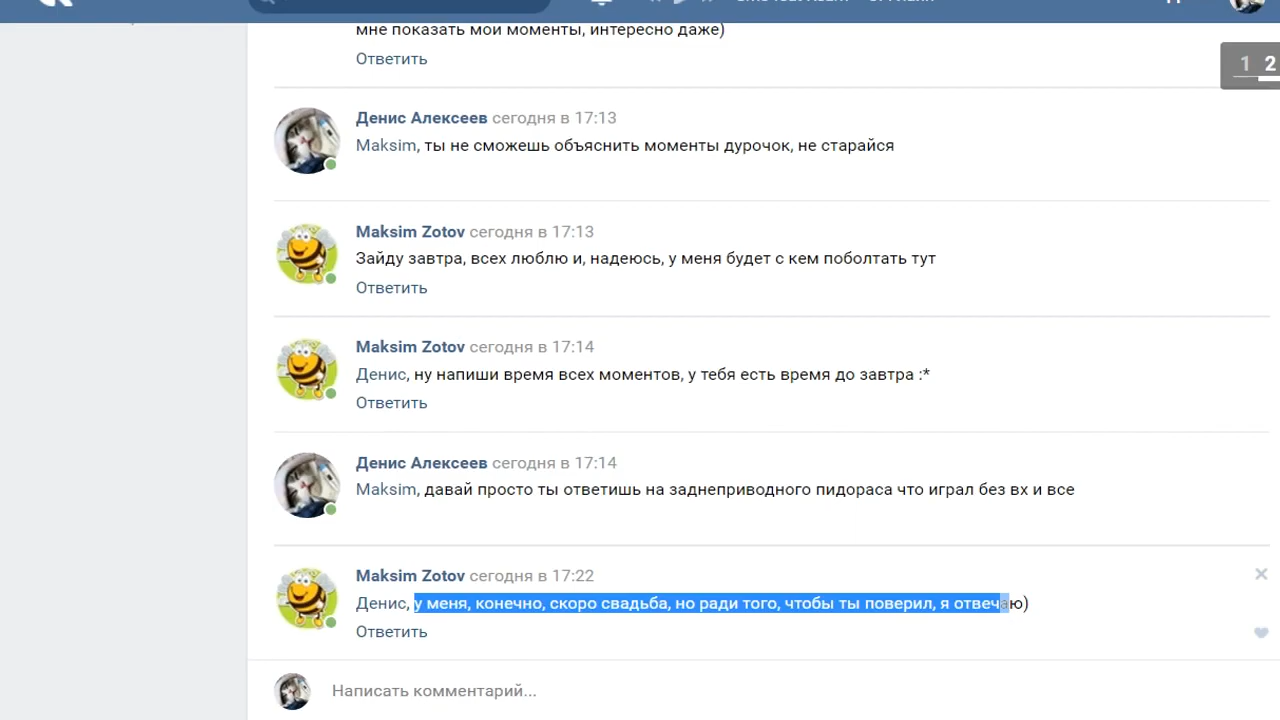 мне показать мои моменты, интересно даже)
Ответить
1 2
Денис Алексеев сегодня в 17:13
Maksim, ты не сможешь объяснить моменты дурочок, не старайся
Maksim Zotov сегодня в 17:13
Зайду завтра, всех люблю и, надеюсь, у меня будет с кем поболтать тут
Ответить
Maksim Zotov сегодня в 17:14
Денис, ну напиши время всех моментов, у тебя есть время до завтра :*
Ответить
Денис Алексеев сегодня в 17:14
Maksim, давай просто ты ответишь на заднеприводного пидораса что играл без вх и все
Maksim Zotov сегодня в 17:22
Денис, у меня, конечно, скоро свадьба, но ради того, чтобы ты поверил, я отвечаю)
Ответить
Написать комментарий...